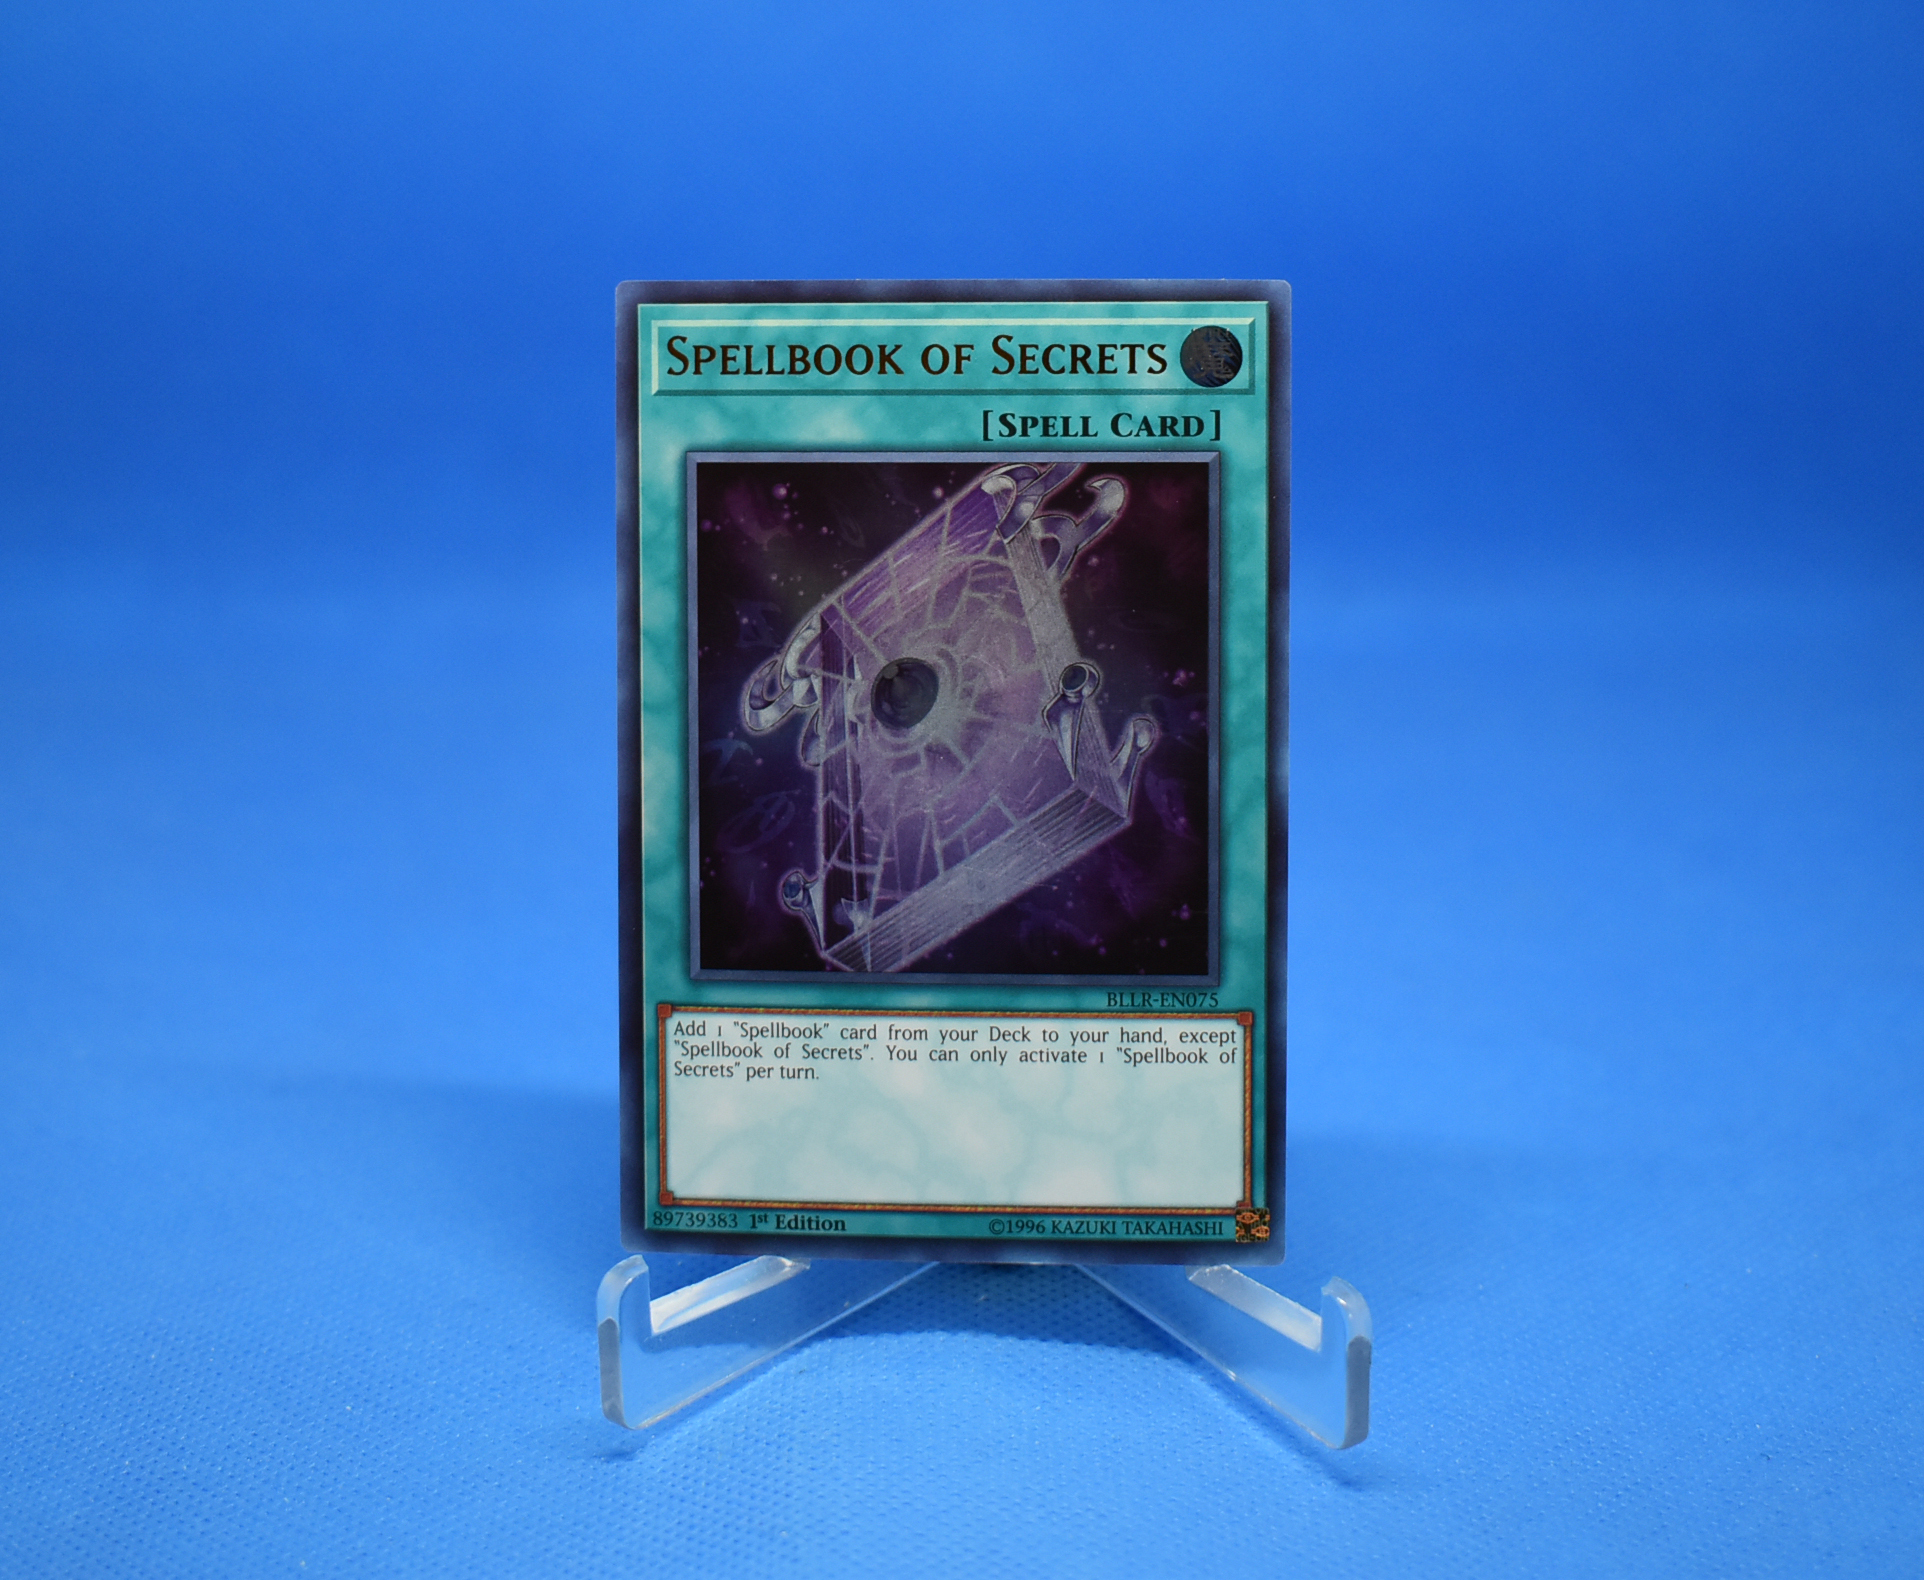 SPELLBOOK OF SECRETS 魔
[SPELL CARD]
BLLR-EN075
Add 1 "Spellbook" card from your Deck to your hand, except
"Spellbook of Secrets". You can only activate 1 "Spellbook of
Secrets" per turn.
89739383 1st Edition ©1996 KAZUKI TAKAHASHI